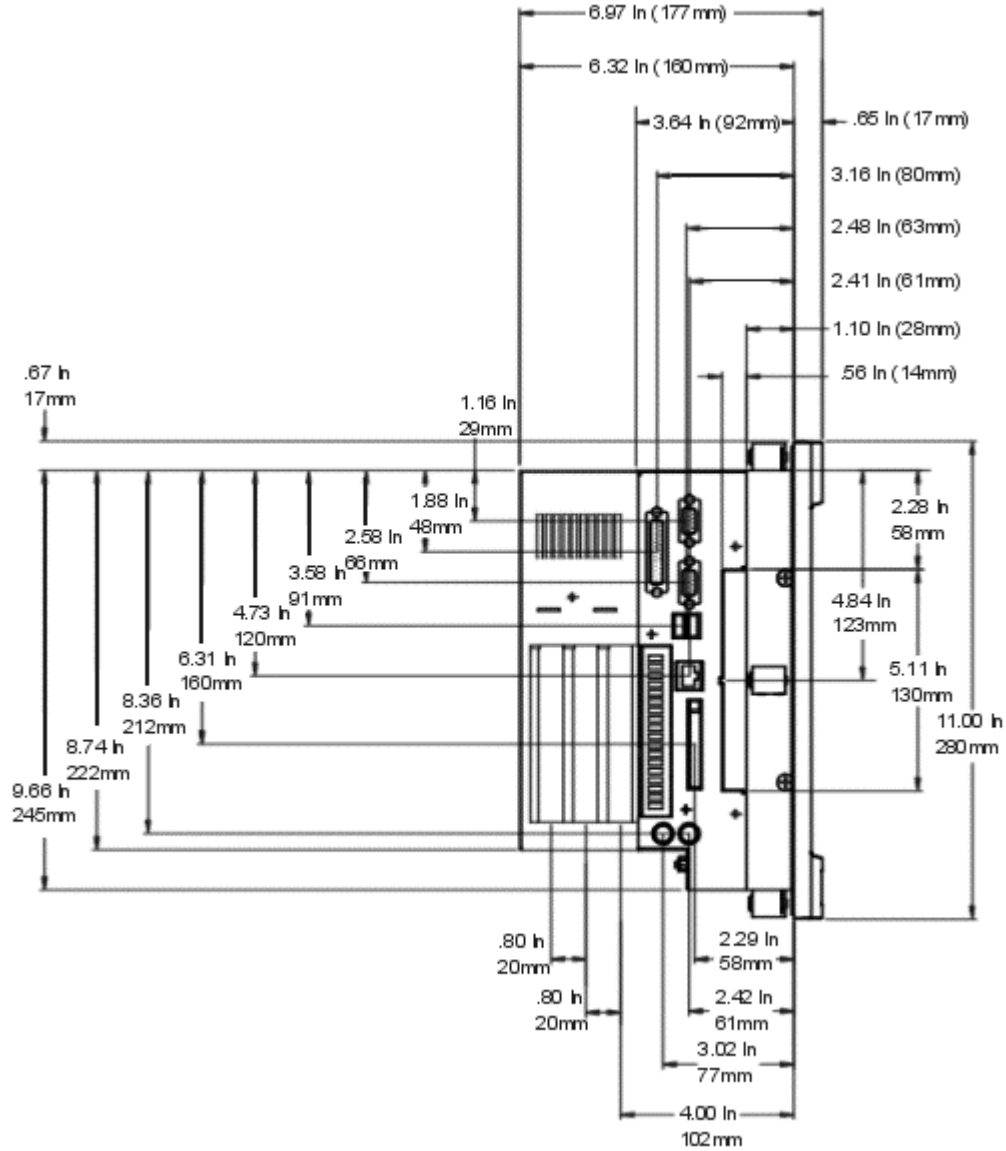 6.97 In (177mm)
6.32 In (160mm)
3.64 In (92mm)
.65 In (17mm)
3.16 In (80mm)
2.48 In (63mm)
2.41 In (61mm)
1.10 In (28mm)
.56 In (14mm)
.67 In
17mm
1.16 In
29mm
1.88 In
48mm
2.58 In
66mm
3.58 In
91mm
4.73 In
120mm
6.31 In
160mm
8.36 In
212mm
8.74 In
222mm
9.66 In
245mm
2.28 In
58mm
4.84 In
123mm
5.11 In
130mm
11.00 In
280mm
.80 In
20mm
.80 In
20mm
2.29 In
58mm
2.42 In
61mm
3.02 In
77mm
4.00 In
102mm